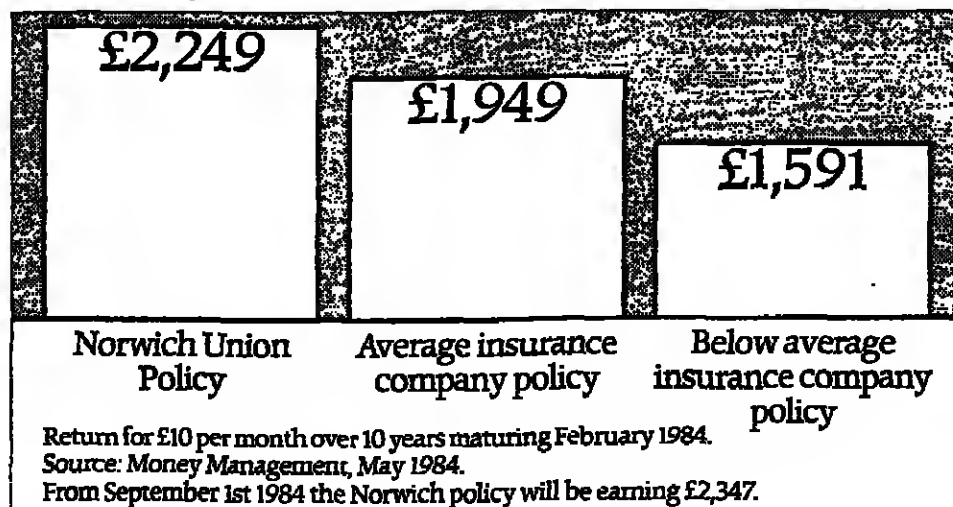 £2,249
£1,949
£1,591
Norwich Union
Policy
Average insurance
company policy
Below average
insurance company
policy
Return for £10 per month over 10 years maturing February 1984.
Source: Money Management, May 1984.
From September 1st 1984 the Norwich policy will be earning £2,347.